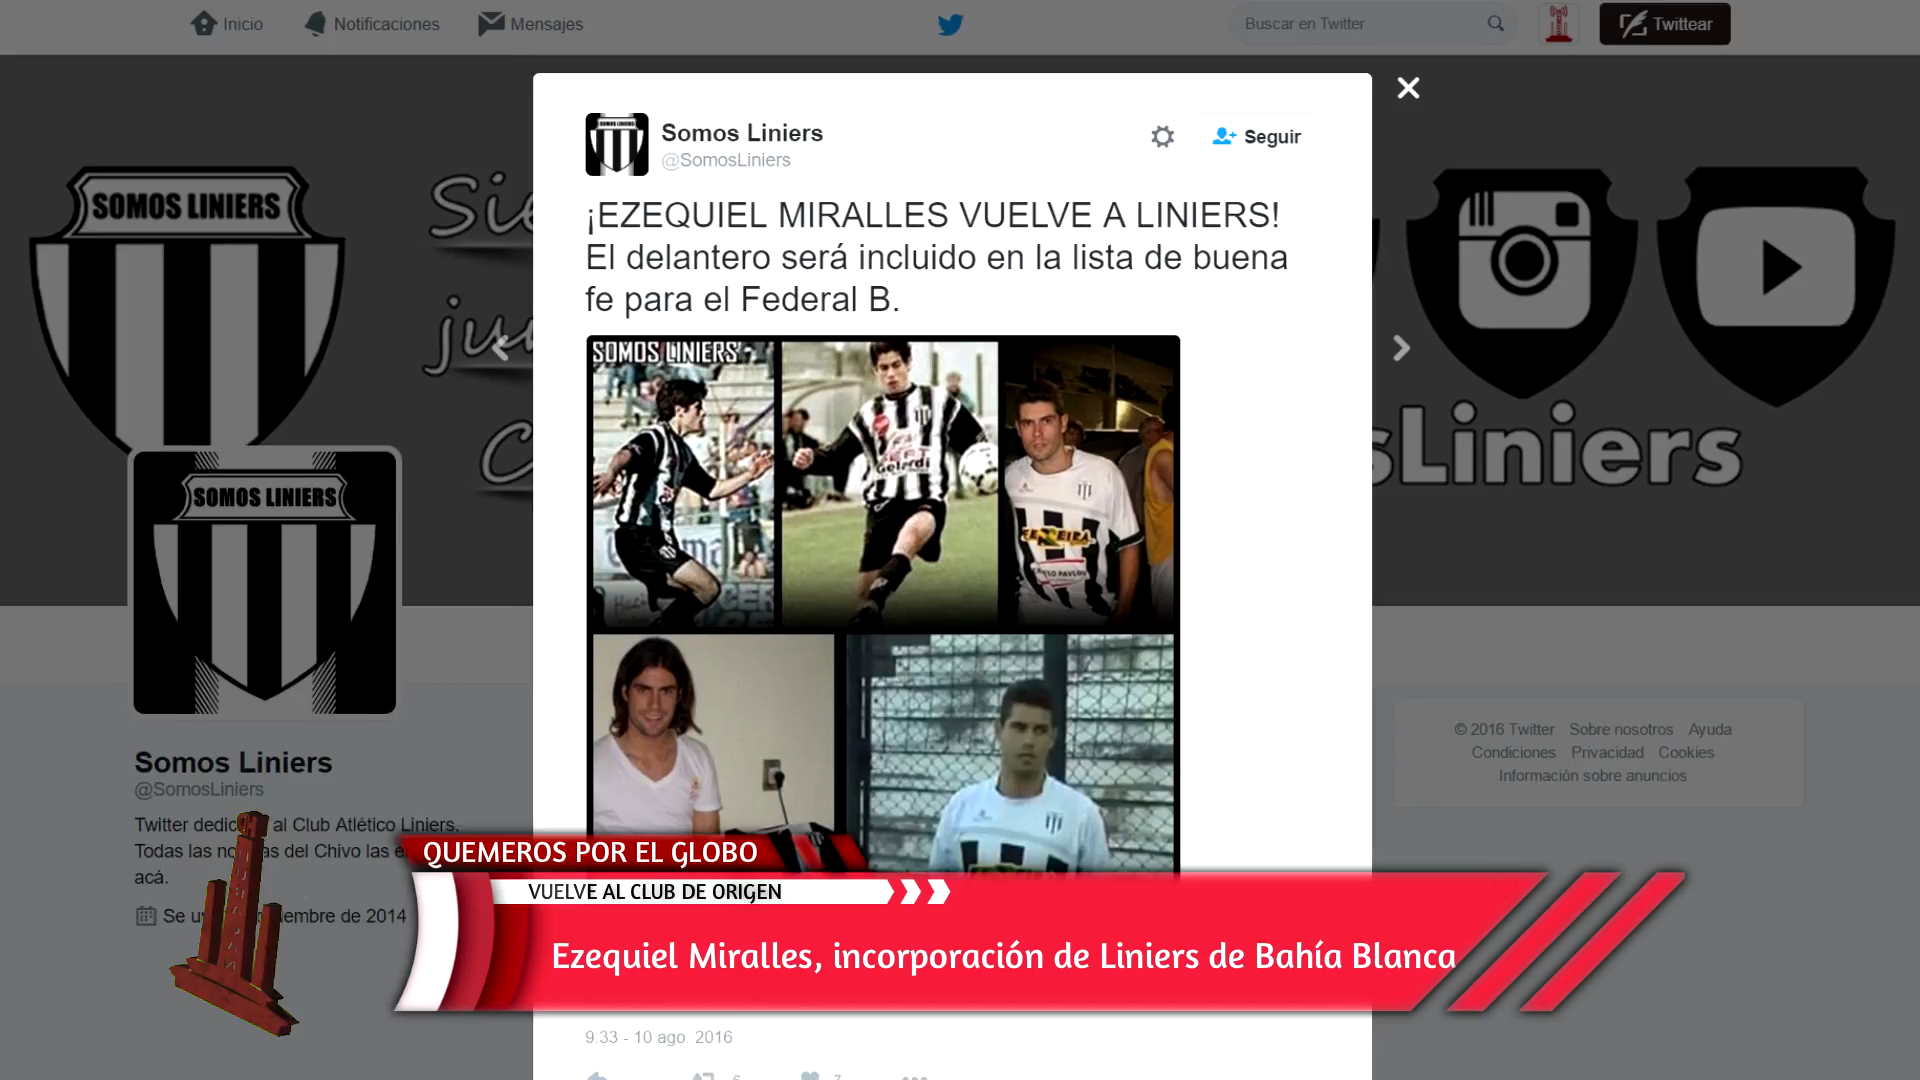 Inicio
Notificaciones
Mensajes
Buscar en Twitter
Twittear
Somos Liniers
@SomosLiniers
Seguir
¡EZEQUIEL MIRALLES VUELVE A LINIERS!
El delantero será incluido en la lista de buena
fe para el Federal B.
SOMOS LINIERS
SOMOS LINIERS
Gelardi
SOMOS LINIERS
sLiniers
Somos Liniers
@SomosLiniers
Twitter dedic al Club Atlético Liniers.
Todas las no as del Chivo las e
acá.
Se u embre de 2014
© 2016 Twitter Sobre nosotros Ayuda
Condiciones Privacidad Cookies
Información sobre anuncios
QUEMEROS POR EL GLOBO
VUELVE AL CLUB DE ORIGEN
Ezequiel Miralles, incorporación de Liniers de Bahía Blanca
9:33 - 10 ago. 2016